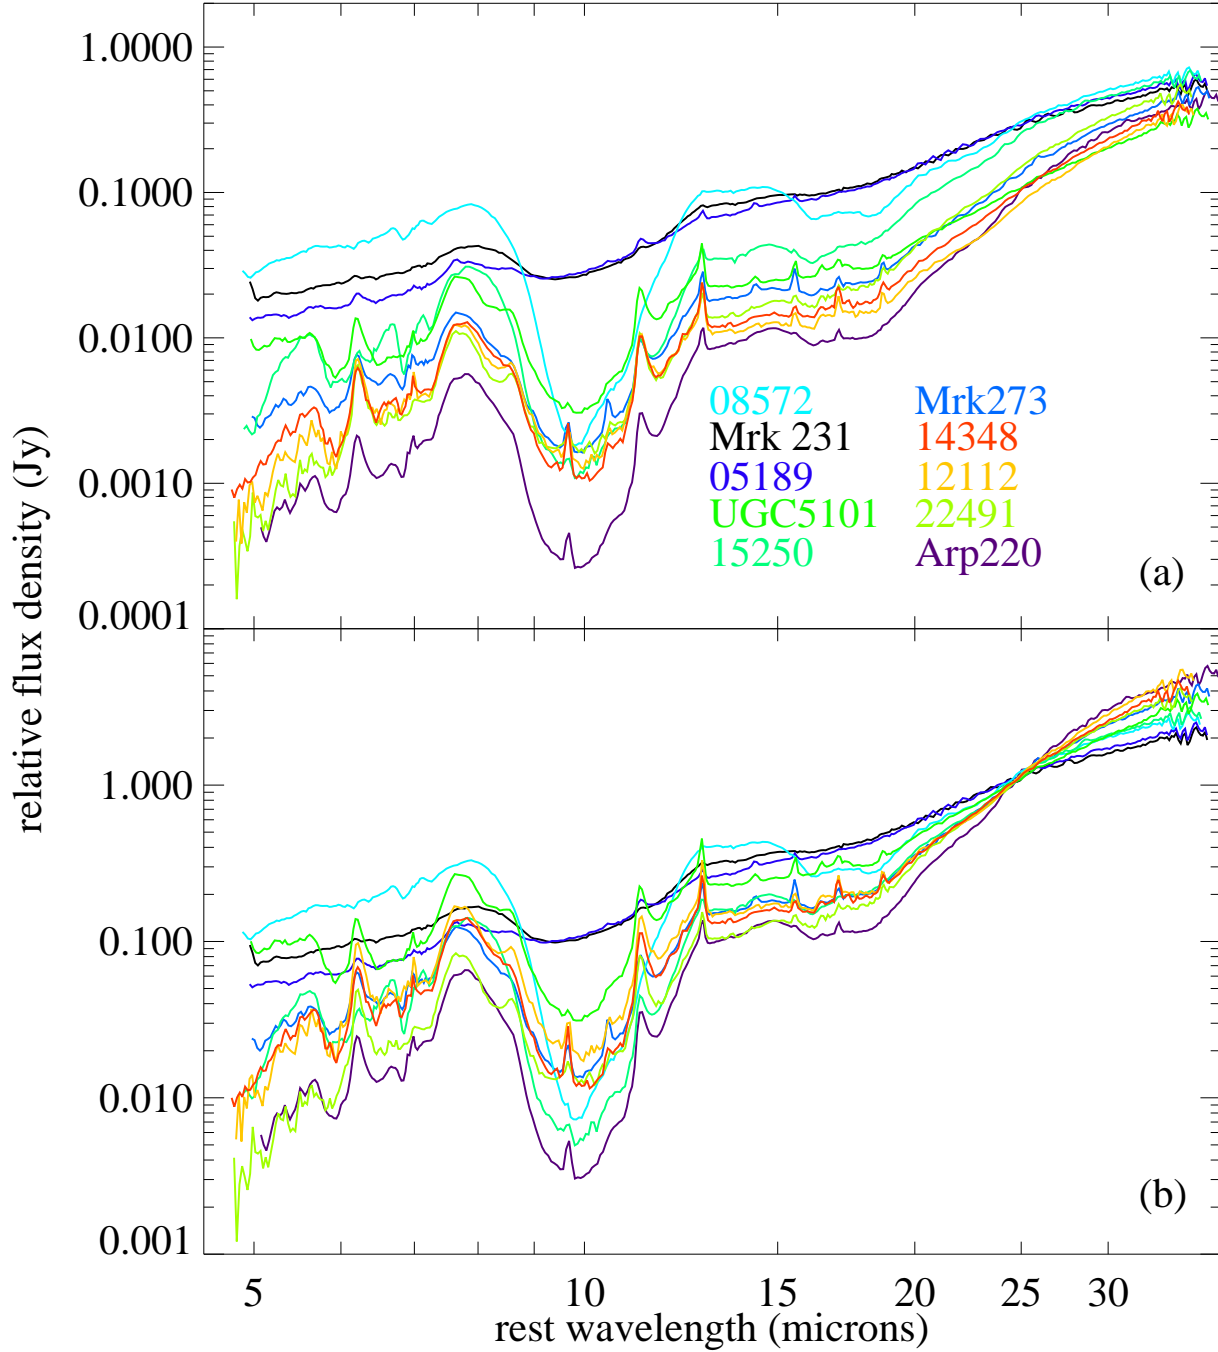 1.0000
0.1000
0.0100
0.0010
0.0001
08572
Mrk 231
05189
UGC5101
15250
Mrk273
14348
12112
22491
Arp220
(a)
relative flux density (Jy)
1.000
0.100
0.010
0.001
(b)
5 10 15 20 25 30
rest wavelength (microns)